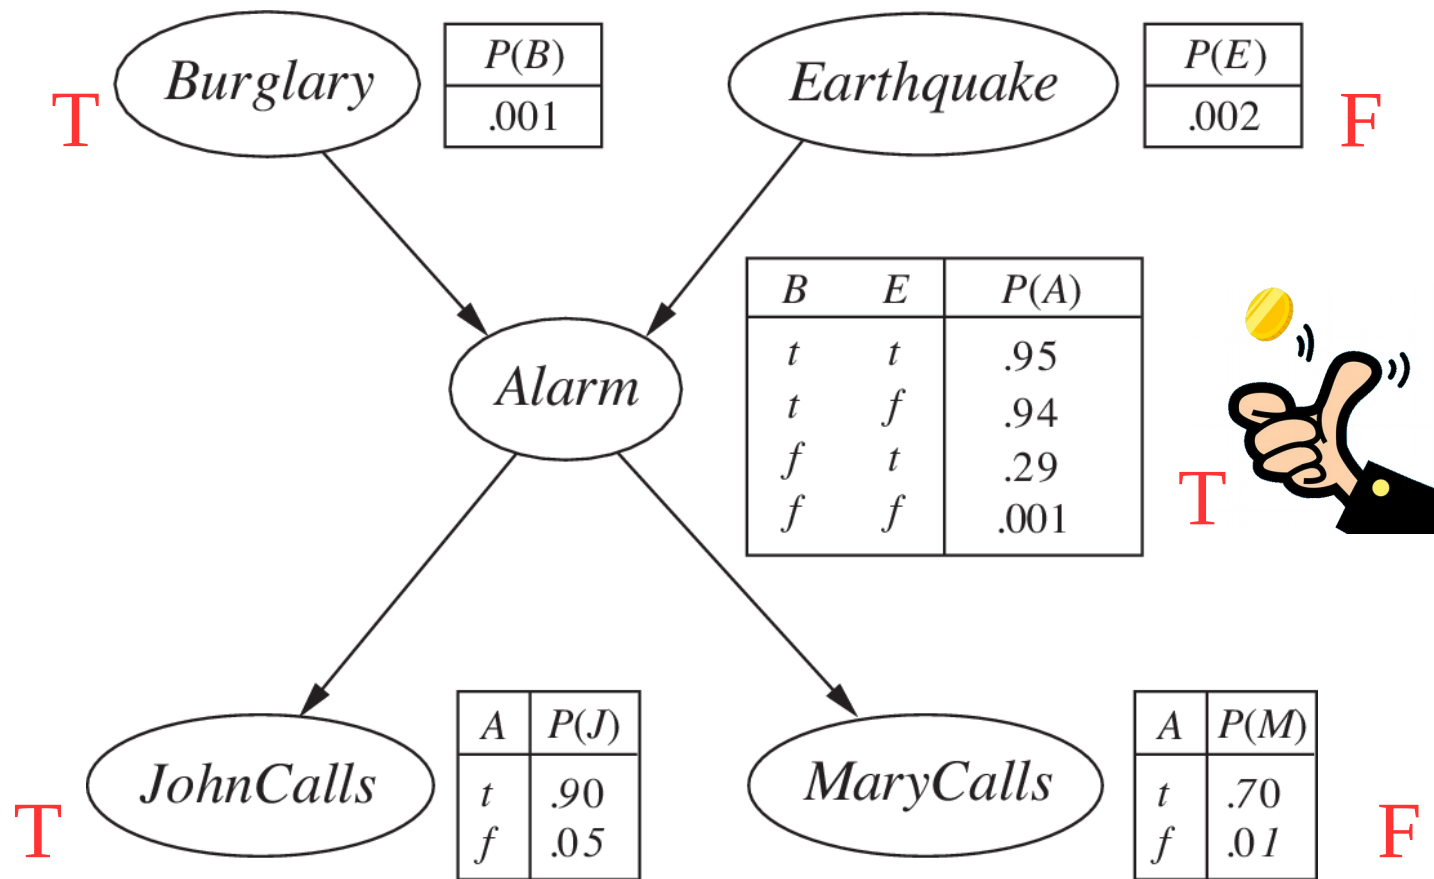 Burglary
P(B)
.001
T
Earthquake
P(E)
.002
F
Alarm
B E P(A)
t t .95
t f .94
f t .29
f f .001
T
JohnCalls
A P(J)
t .90
f .05
T
MaryCalls
A P(M)
t .70
f .01
F